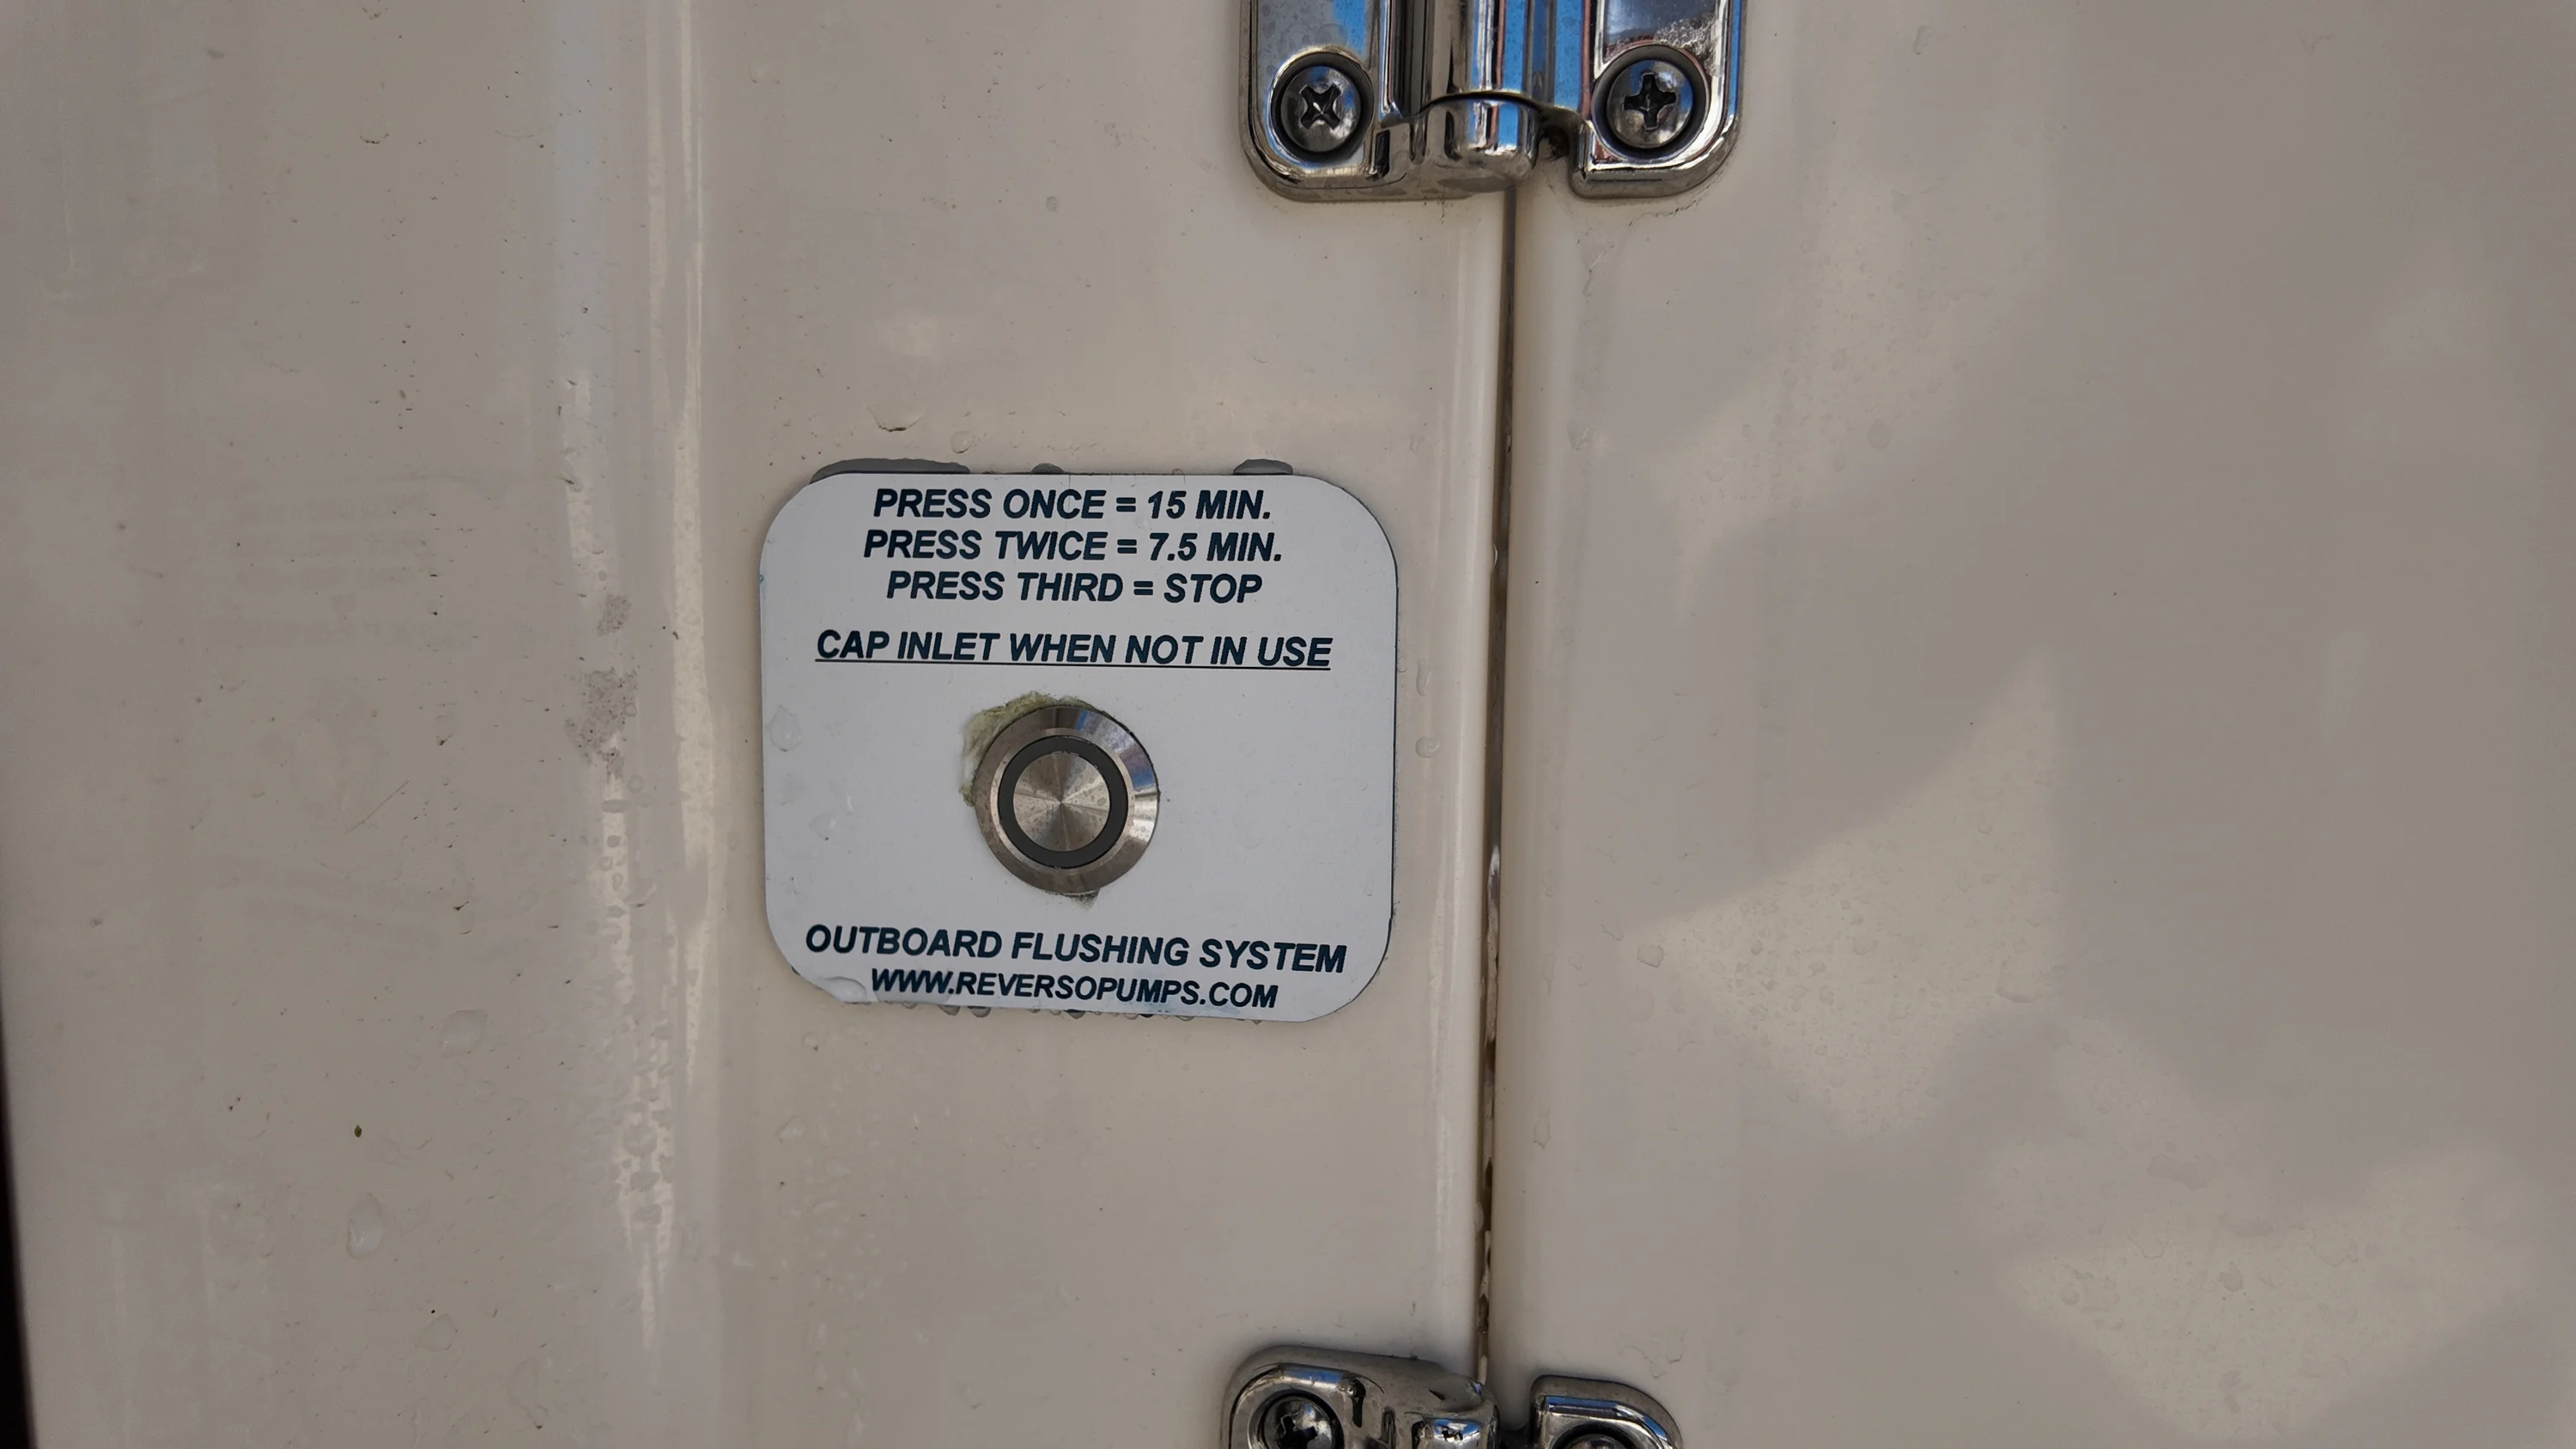 PRESS ONCE = 15 MIN.
PRESS TWICE = 7.5 MIN.
PRESS THIRD = STOP
CAP INLET WHEN NOT IN USE
OUTBOARD FLUSHING SYSTEM
WWW.REVERSOPUMPS.COM